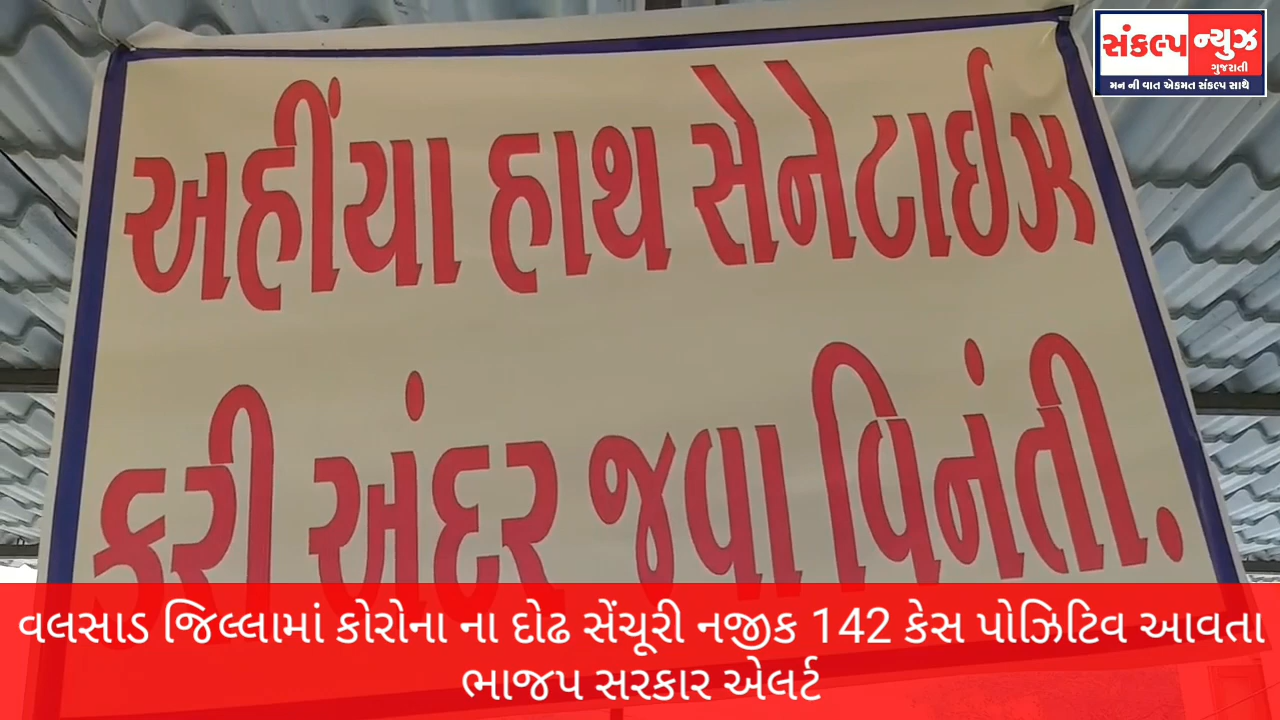 સંકલ્પ ન્યુઝ
ગુજરાતી
મન ની વાત એકમત સંકલ્પ સાથે
અહીંયા હાથ સેનેટાઈઝ
કરી અંદર જવા વિનંતી.
વલસાડ જિલ્લામાં કોરોના ના દોઢ સેંચૂરી નજીક 142 કેસ પોઝિટિવ આવતા
ભાજપ સરકાર એલર્ટ